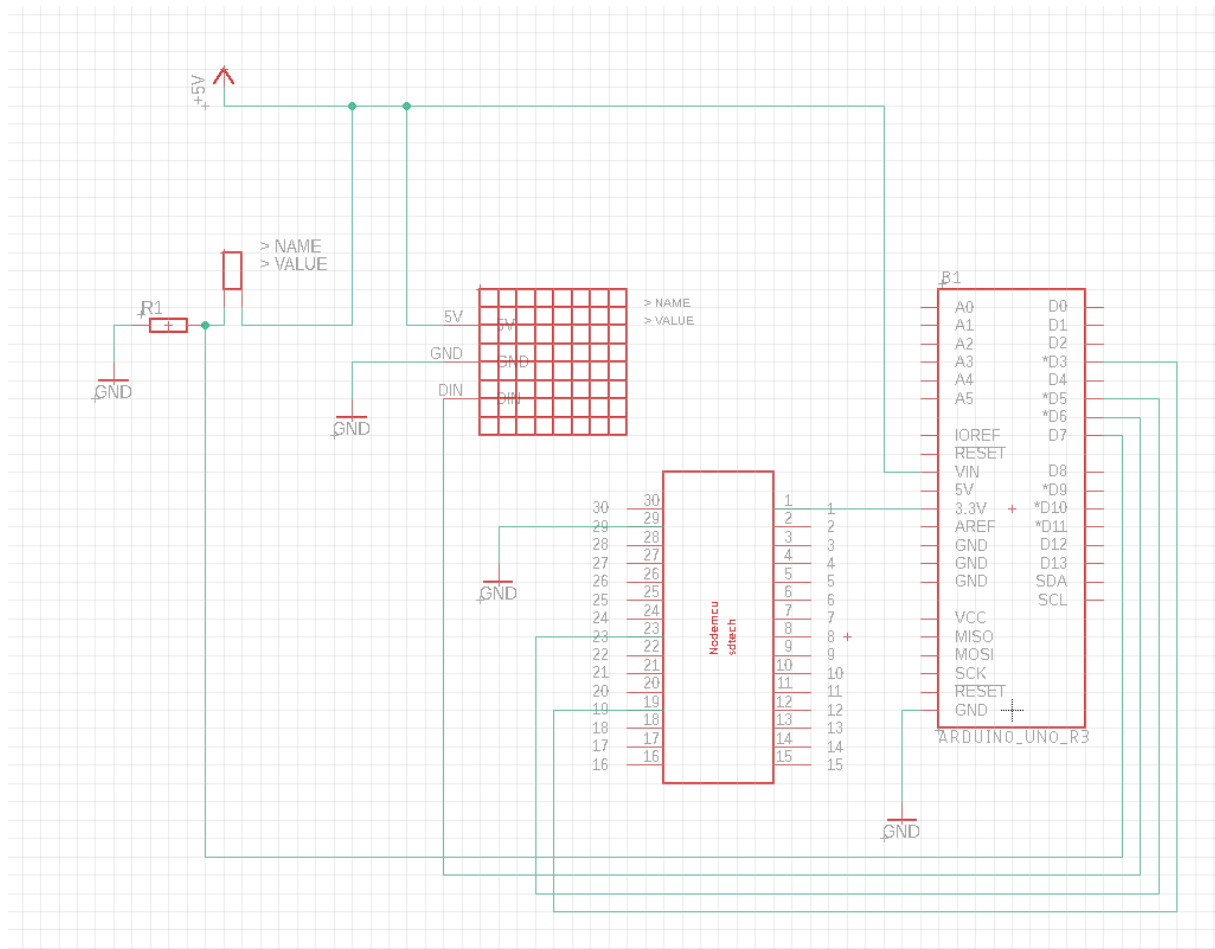 +5V
> NAME
> VALUE
R1
GND
5V
GND
DIN
5V
GND
DIN
> NAME
> VALUE
GND
B1
A0
A1
A2
A3
A4
A5
IOREF
RESET
VIN
5V
3.3V
AREF
GND
GND
GND
VCC
MISO
MOSI
SCK
RESET
GND
D0
D1
D2
*D3
D4
*D5
*D6
D7
D8
*D9
*D10
*D11
D12
D13
SDA
SCL
ARDUINO_UNO_R3
GND
30
29
28
27
26
25
24
23
22
21
20
19
18
17
16
30
29
28
27
26
25
24
23
22
21
20
19
18
17
16
Nodemcu
sdtech
1
2
3
4
5
6
7
8
9
10
11
12
13
14
15
1
2
3
4
5
6
7
8
9
10
11
12
13
14
15
GND